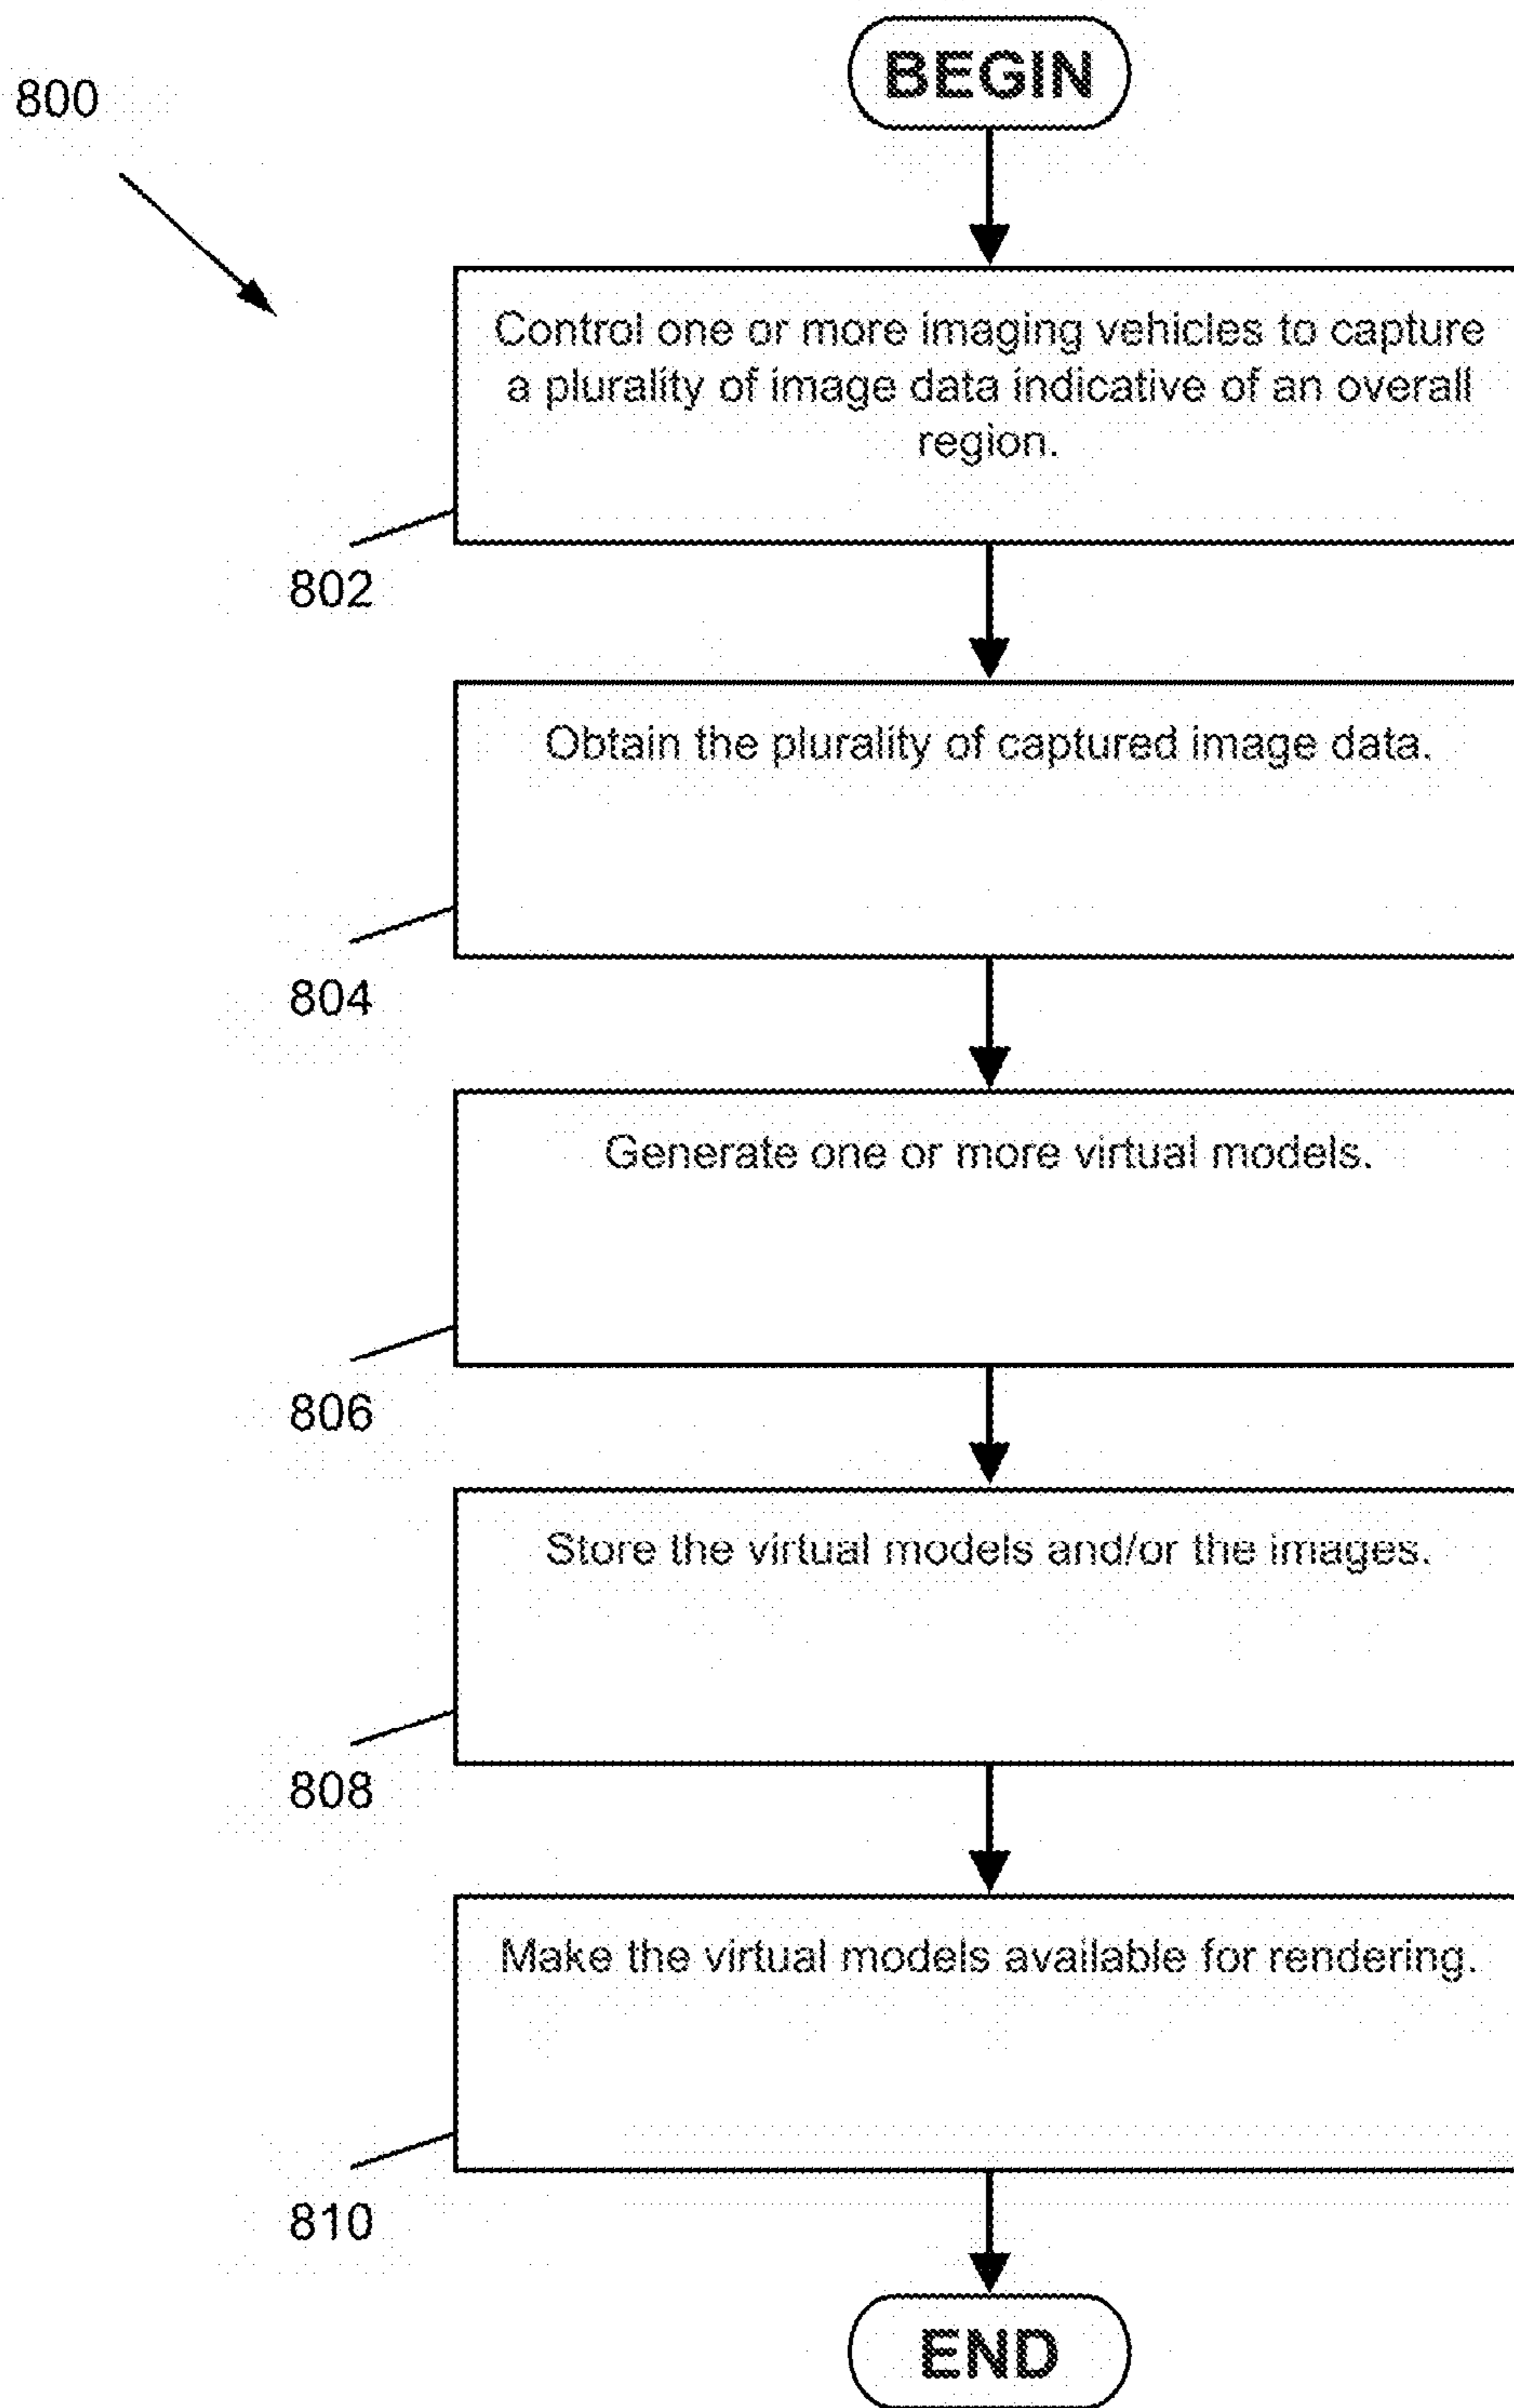 BEGIN
800
Control one or more imaging vehicles to capture
a plurality of image data indicative of an overall
region.
802
Obtain the plurality of captured image data.
804
Generate one or more virtual models.
806
Store the virtual models and/or the images.
808
Make the virtual models available for rendering.
810
END